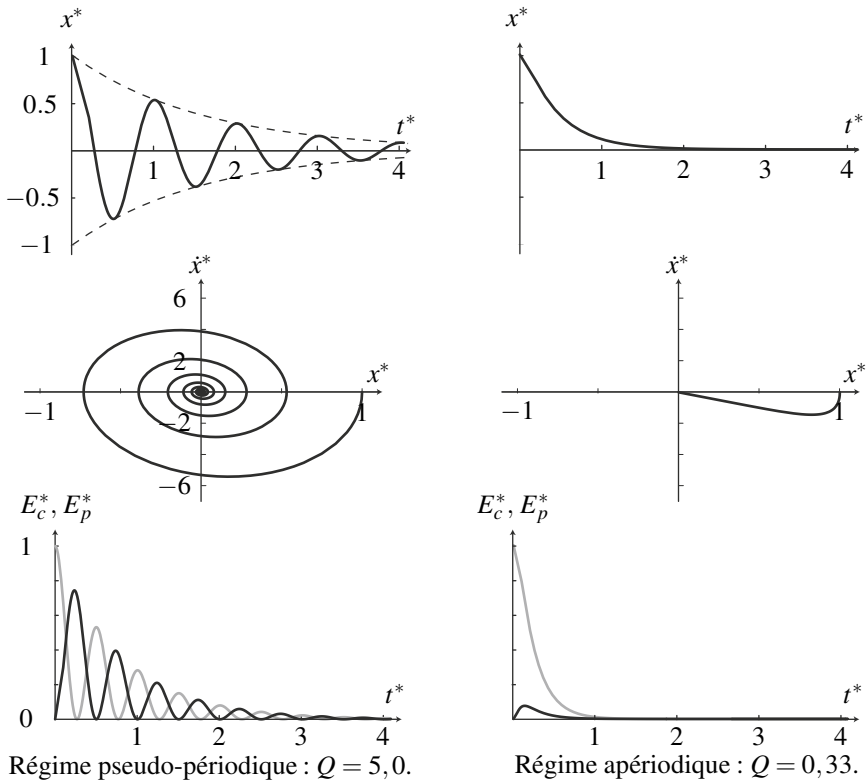 x* x*
1
0.5
t* t*
1 2 3 4 1 2 3 4
−0.5
−1
ẋ* ẋ*
6
2
x* x*
−1 1 −1 1
−2
−6
E*c, E*p E*c, E*p
1
t* t*
0 1 2 3 4 1 2 3 4
Régime pseudo-périodique : Q = 5,0. Régime apériodique : Q = 0,33.